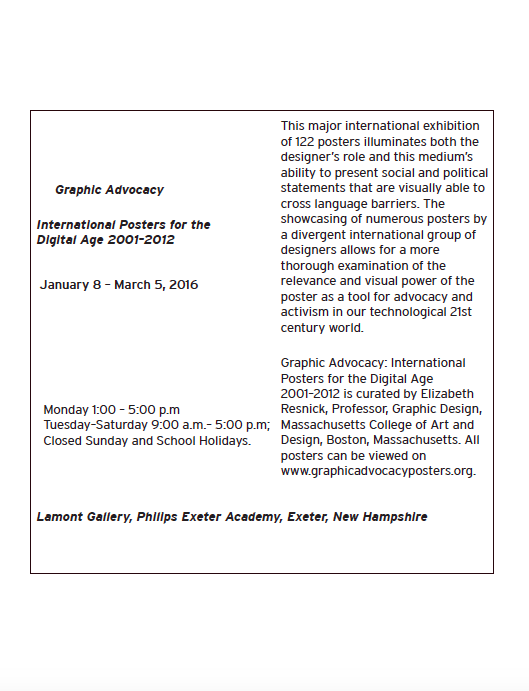 Graphic Advocacy
International Posters for the
Digital Age 2001-2012
January 8 - March 5, 2016
Monday 1:00 - 5:00 p.m
Tuesday-Saturday 9:00 a.m.- 5:00 p.m;
Closed Sunday and School Holidays.
This major international exhibition
of 122 posters illuminates both the
designer's role and this medium's
ability to present social and political
statements that are visually able to
cross language barriers. The
showcasing of numerous posters by
a divergent international group of
designers allows for a more
thorough examination of the
relevance and visual power of the
poster as a tool for advocacy and
activism in our technological 21st
century world.
Graphic Advocacy: International
Posters for the Digital Age
2001-2012 is curated by Elizabeth
Resnick, Professor, Graphic Design,
Massachusetts College of Art and
Design, Boston, Massachusetts. All
posters can be viewed on
www.graphicadvocacyposters.org.
Lamont Gallery, Philips Exeter Academy, Exeter, New Hampshire